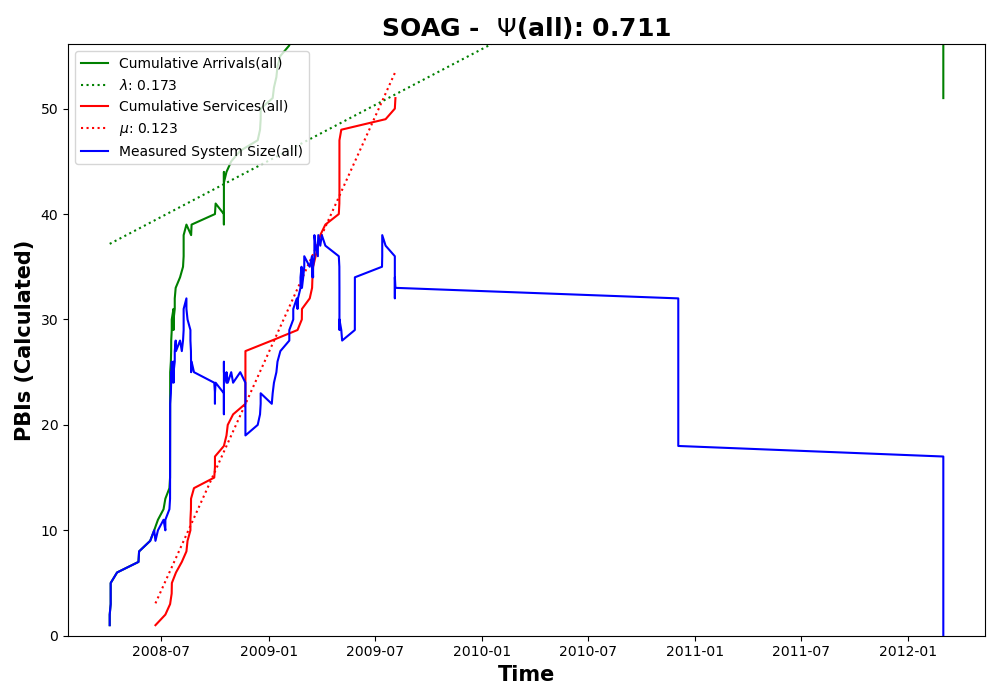 SOAG - Ψ(all): 0.711
Cumulative Arrivals(all)
λ: 0.173
Cumulative Services(all)
μ: 0.123
Measured System Size(all)
PBIs (Calculated)
50
40
30
20
10
0
2008-07 2009-01 2009-07 2010-01 2010-07 2011-01 2011-07 2012-01
Time